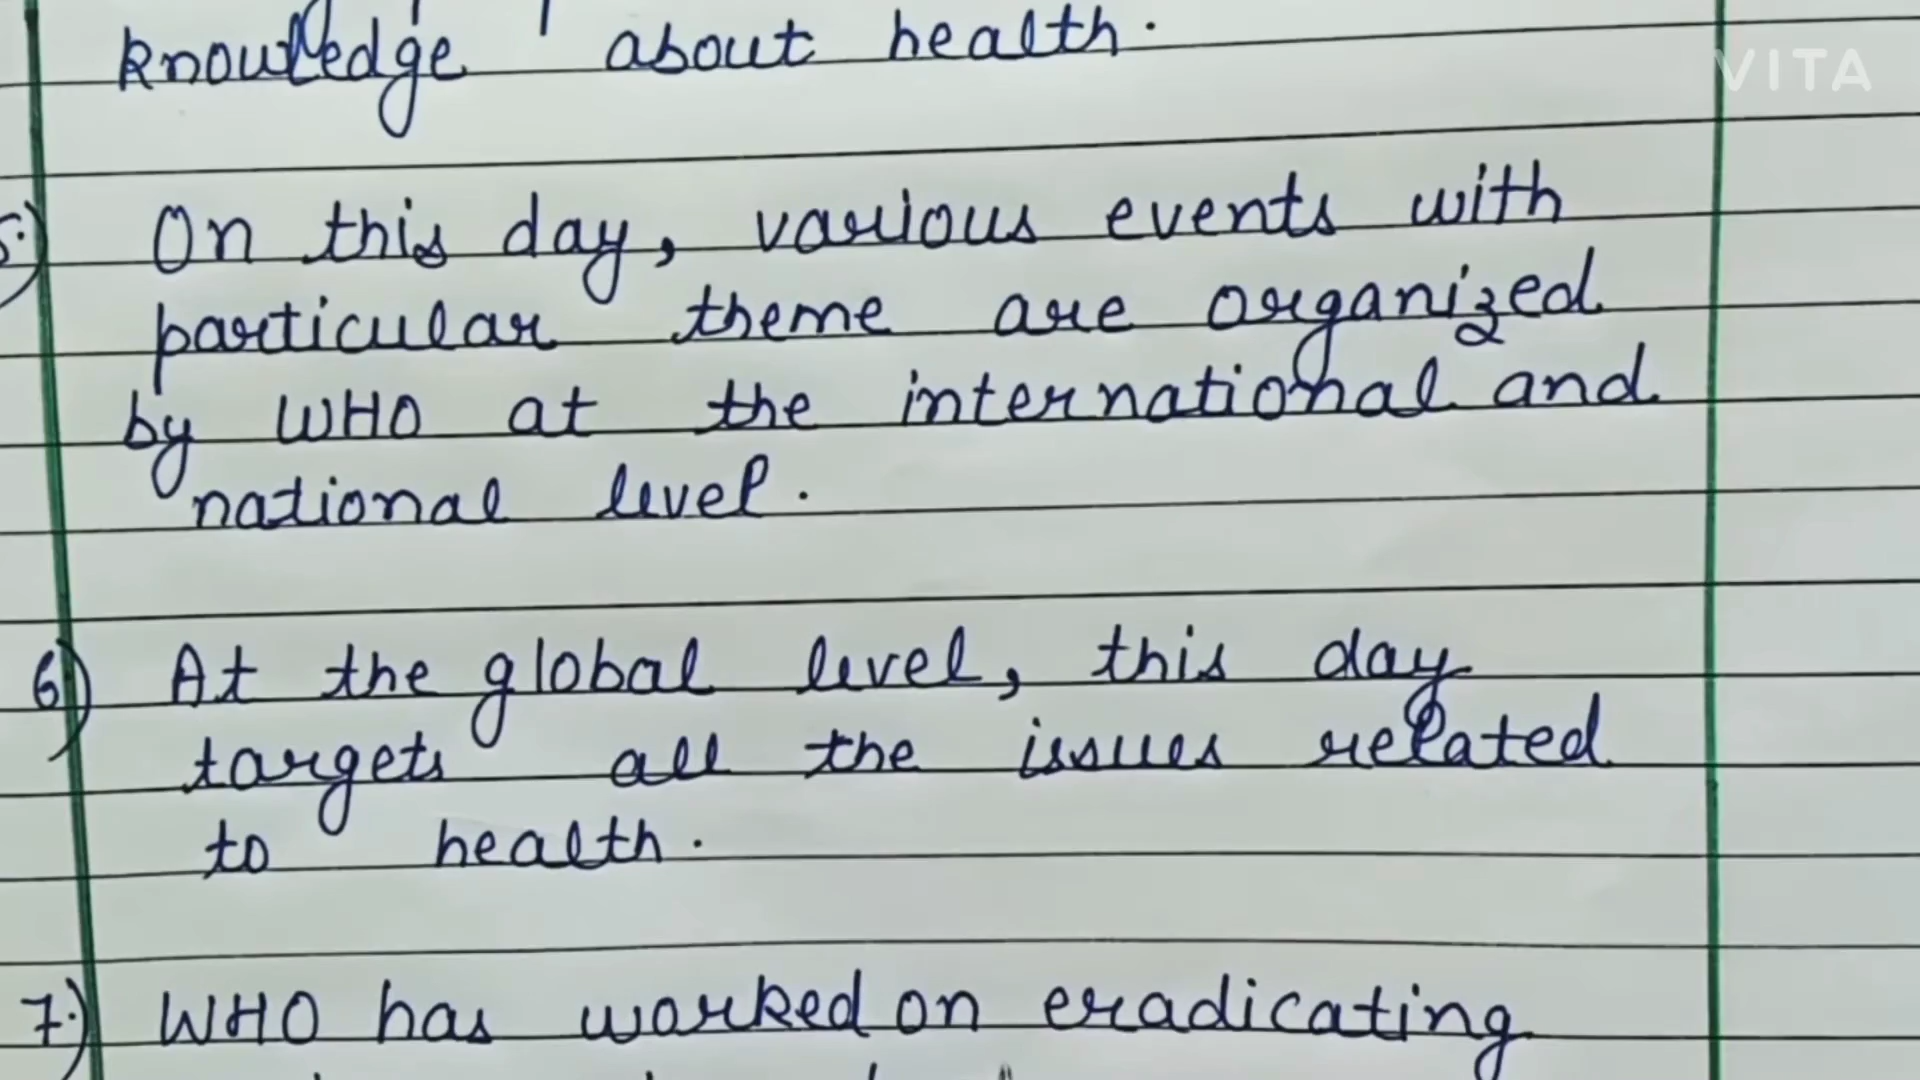 knowledge about health.
VITA
5.) On this day, various events with
particular theme are organized
by WHO at the international and
national level.
6) At the global level, this day
targets all the issues related
to health.
7.) WHO has worked on eradicating